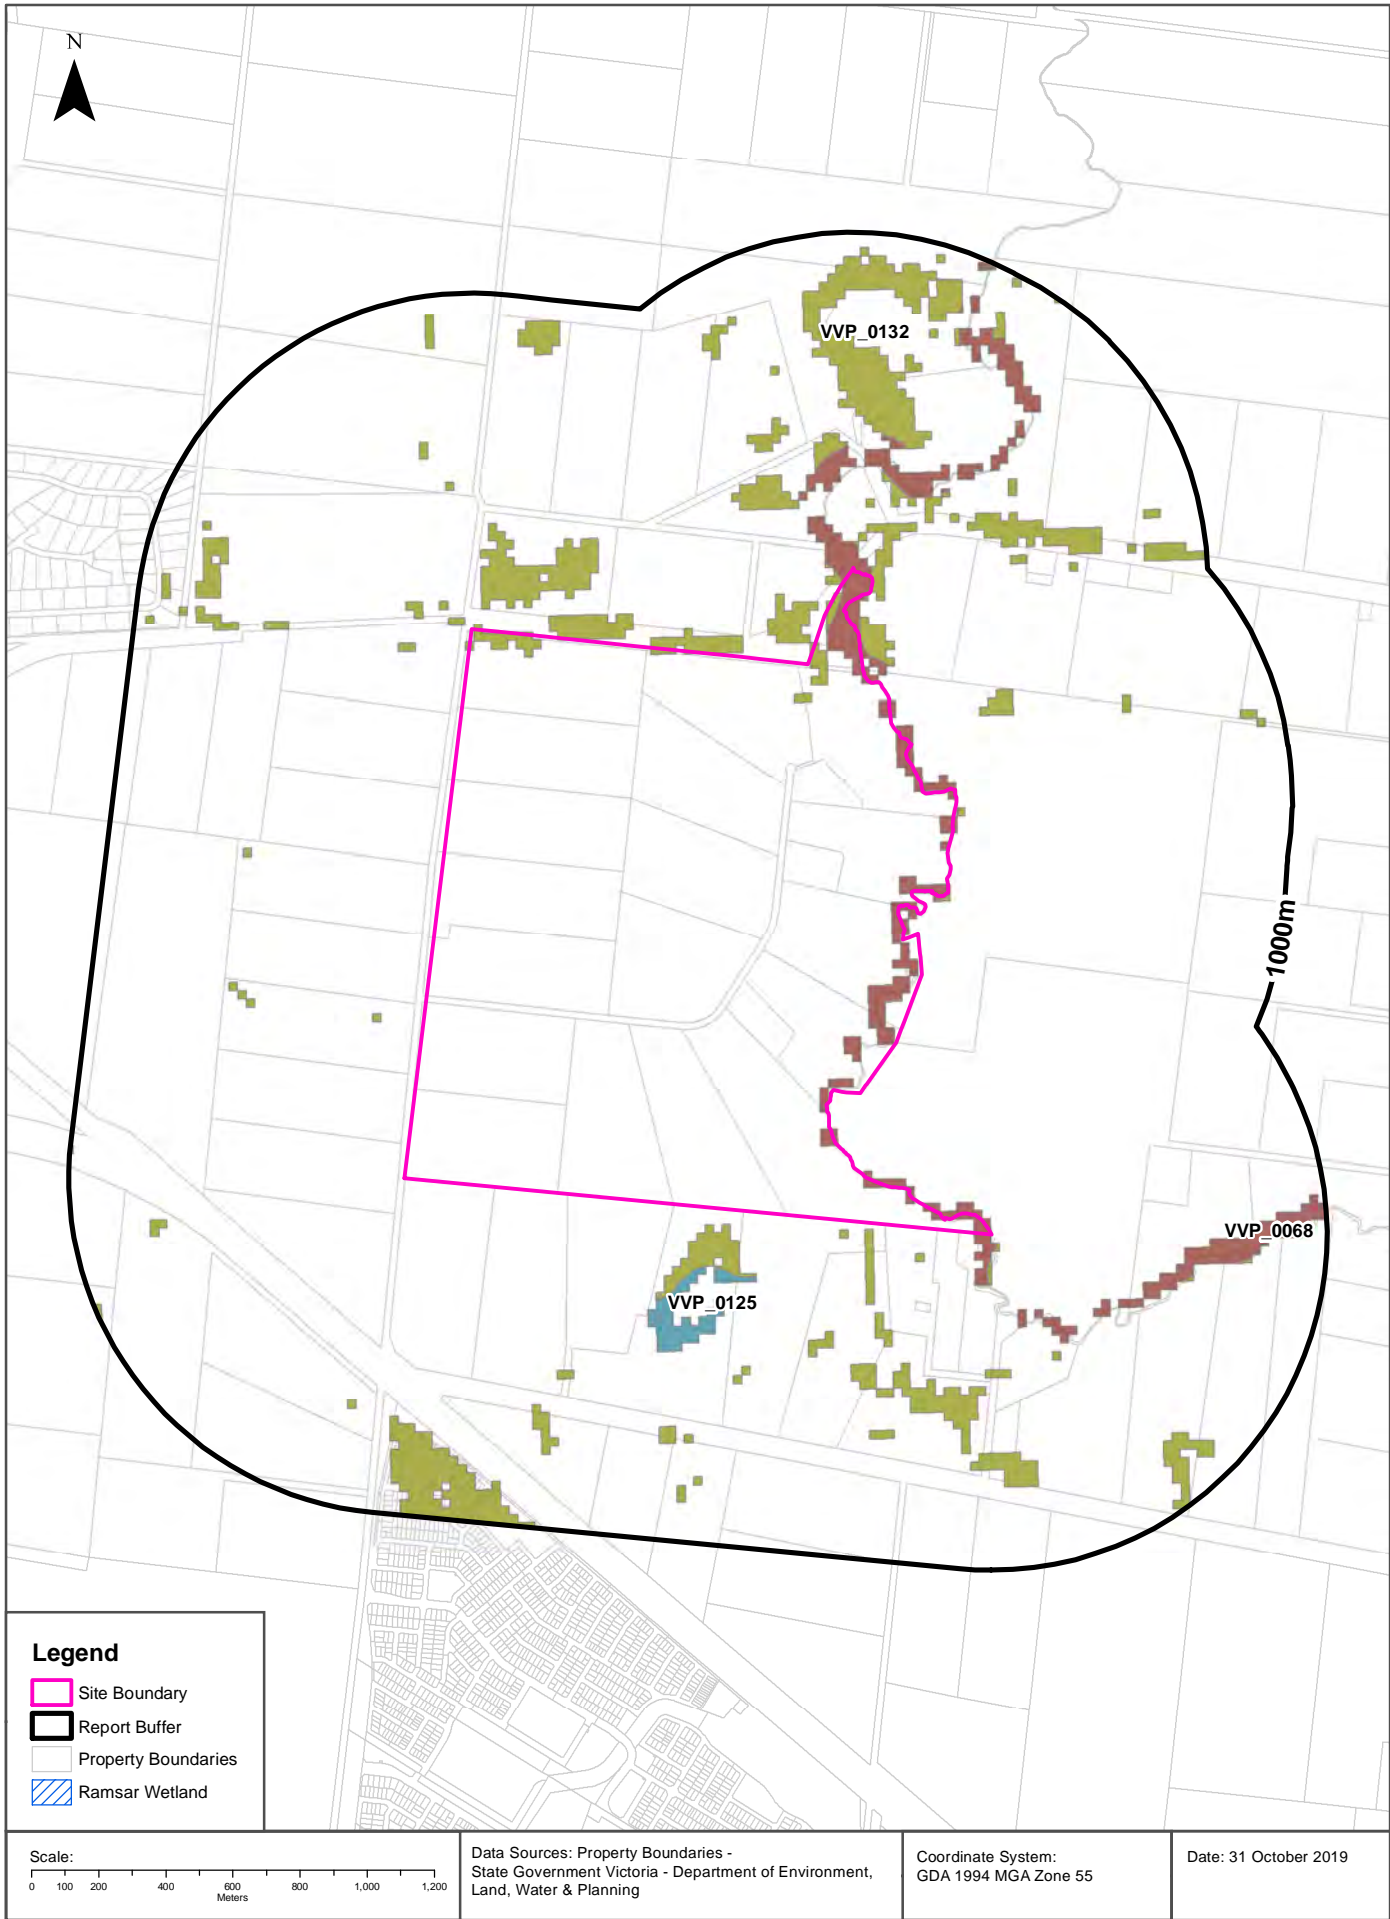 N
VVP_0132
1000m
VVP_0068
VVP_0125
Legend
Site Boundary
Report Buffer
Property Boundaries
Ramsar Wetland
Scale:
0 100 200 400 600 800 1,000 1,200
Meters
Data Sources: Property Boundaries -
State Government Victoria - Department of Environment,
Land, Water & Planning
Coordinate System:
GDA 1994 MGA Zone 55
Date: 31 October 2019